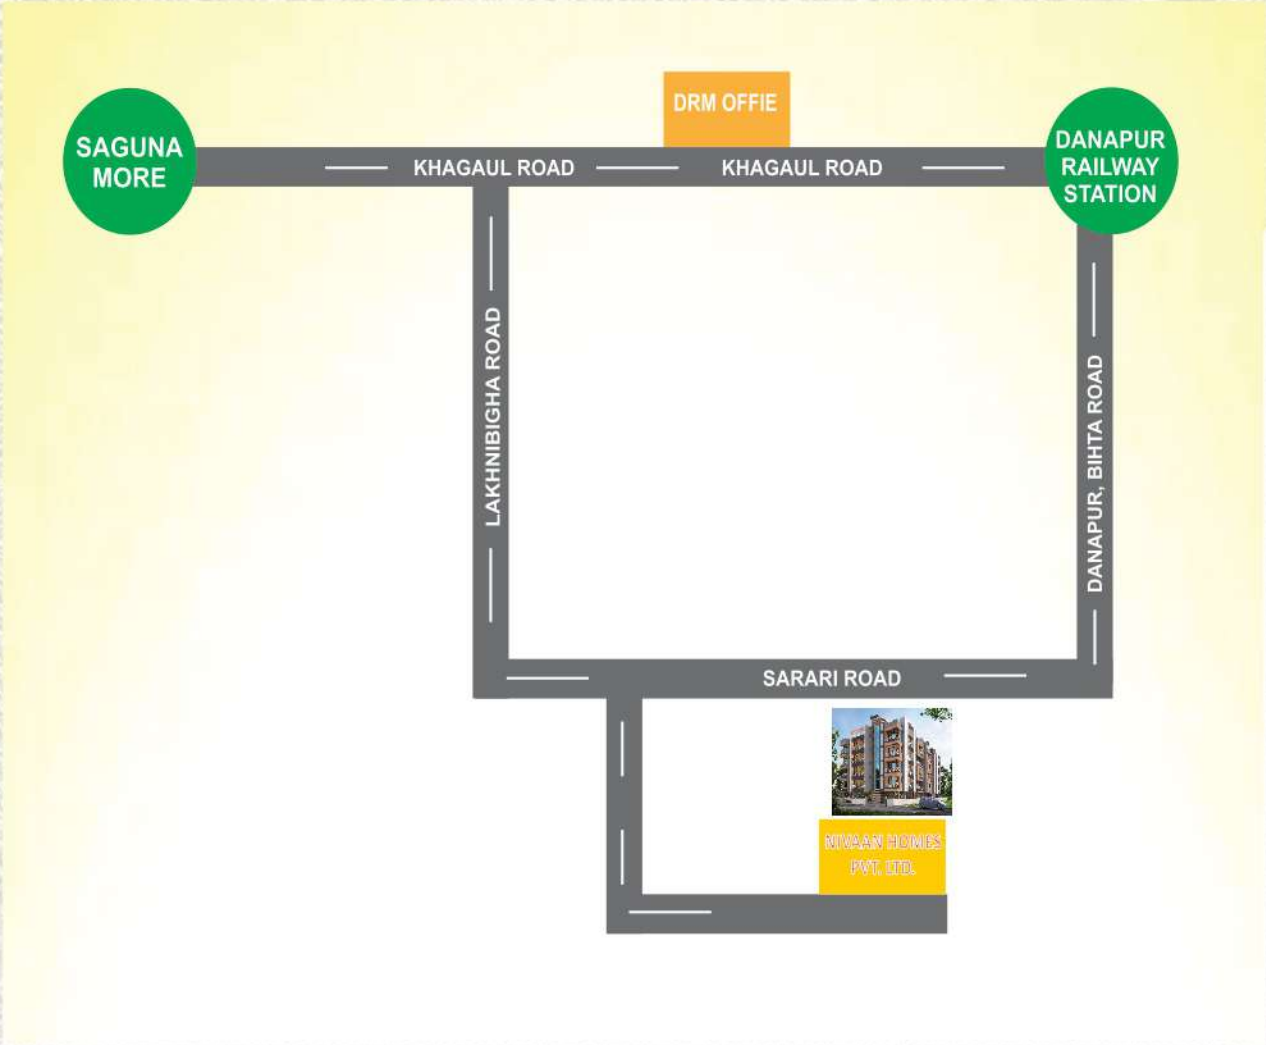 DRM OFFIE
SAGUNA
MORE
KHAGAUL ROAD
KHAGAUL ROAD
DANAPUR
RAILWAY
STATION
LAKHNIBIGHA ROAD
DANAPUR, BIHTA ROAD
SARARI ROAD
NIVAAN HOMES
PVT. LTD.